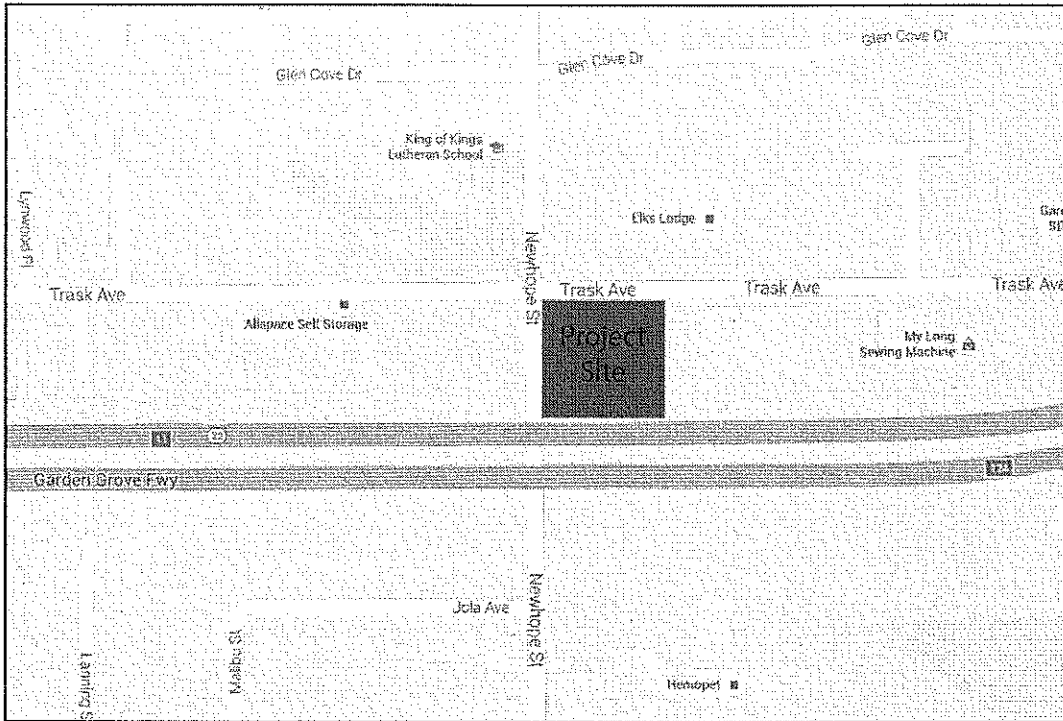 Glen Cove Dr
Glen Cove Dr
Glen Cove Dr
King of Kings
Lutheran School
Lynwood Pl
Elks Lodge
Newhope St
Trask Ave
Trask Ave
Trask Ave
Trask Ave
Allspace Self Storage
Project
Site
My Long
Sewing Machine
22
Garden Grove Fwy
Jola Ave
Newhope St
Malibu St
Lanning S
Hemopet